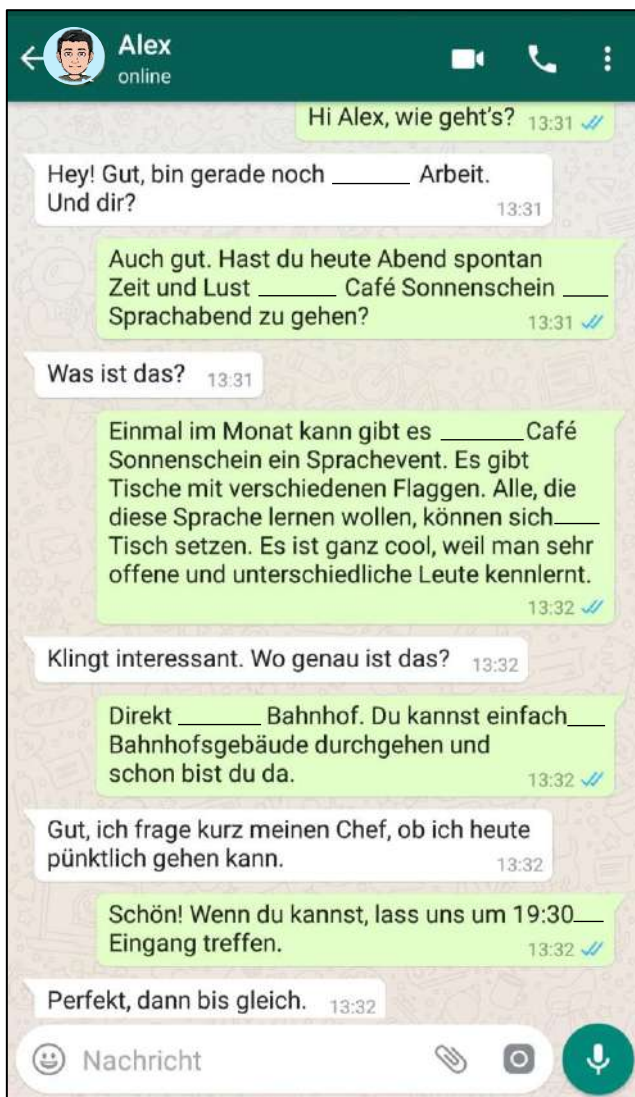 Alex
online
Hi Alex, wie geht's? 13:31
Hey! Gut, bin gerade noch _______ Arbeit.
Und dir? 13:31
Auch gut. Hast du heute Abend spontan
Zeit und Lust _______ Café Sonnenschein ____
Sprachabend zu gehen? 13:31
Was ist das? 13:31
Einmal im Monat kann gibt es _______ Café
Sonnenschein ein Sprachevent. Es gibt
Tische mit verschiedenen Flaggen. Alle, die
diese Sprache lernen wollen, können sich____
Tisch setzen. Es ist ganz cool, weil man sehr
offene und unterschiedliche Leute kennlernt.
13:32
Klingt interessant. Wo genau ist das? 13:32
Direkt _______ Bahnhof. Du kannst einfach___
Bahnhofsgebäude durchgehen und
schon bist du da. 13:32
Gut, ich frage kurz meinen Chef, ob ich heute
pünktlich gehen kann. 13:32
Schön! Wenn du kannst, lass uns um 19:30___
Eingang treffen. 13:32
Perfekt, dann bis gleich. 13:32
Nachricht